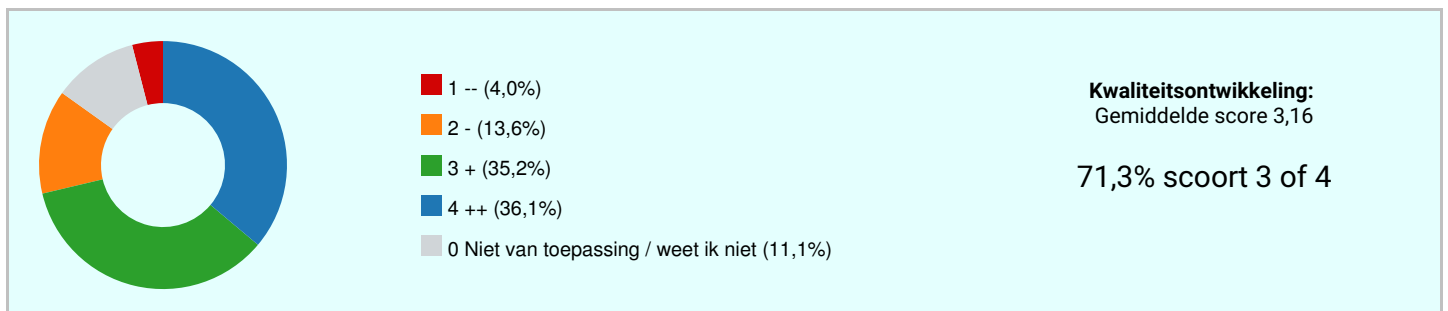 1 -- (4,0%)
2 - (13,6%)
3 + (35,2%)
4 ++ (36,1%)
0 Niet van toepassing / weet ik niet (11,1%)
Kwaliteitsontwikkeling:
Gemiddelde score 3,16
71,3% scoort 3 of 4